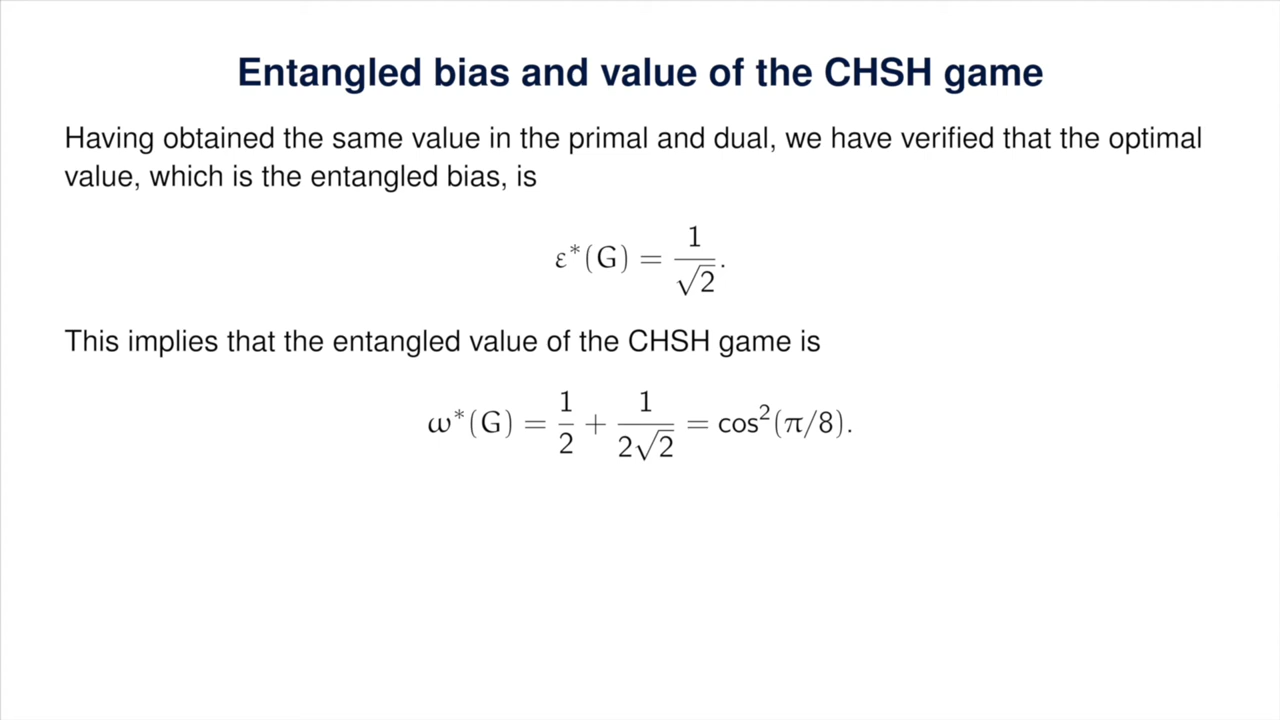 Entangled bias and value of the CHSH game
Having obtained the same value in the primal and dual, we have verified that the optimal
value, which is the entangled bias, is
ε*(G) = 1/√2.
This implies that the entangled value of the CHSH game is
ω*(G) = 1/2 + 1/(2√2) = cos²(π/8).